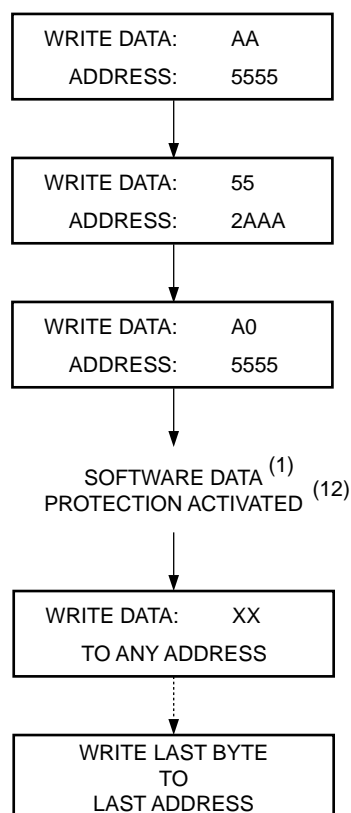 WRITE DATA: AA
ADDRESS: 5555
WRITE DATA: 55
ADDRESS: 2AAA
WRITE DATA: A0
ADDRESS: 5555
SOFTWARE DATA (1)
PROTECTION ACTIVATED (12)
WRITE DATA: XX
TO ANY ADDRESS
WRITE LAST BYTE
TO
LAST ADDRESS